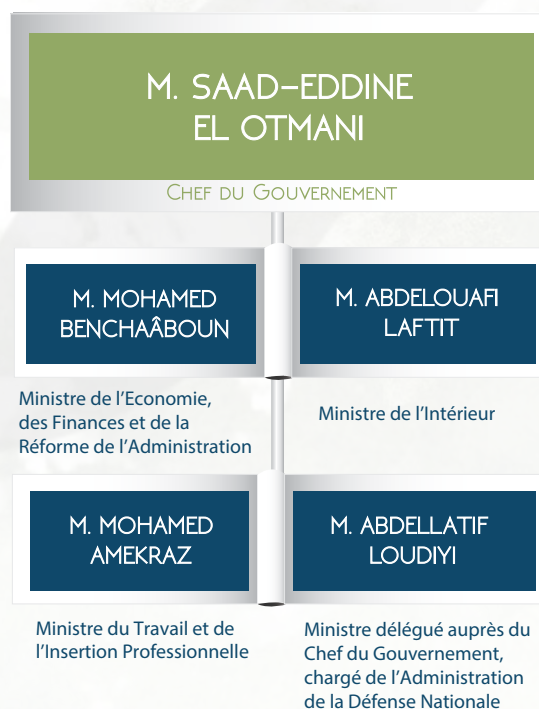 M. SAAD-EDDINE
EL OTMANI
CHEF DU GOUVERNEMENT
M. MOHAMED
BENCHAÂBOUN
M. ABDELOUAFI
LAFTIT
Ministre de l'Economie,
des Finances et de la
Réforme de l'Administration
Ministre de l'Intérieur
M. MOHAMED
AMEKRAZ
M. ABDELLATIF
LOUDIYI
Ministre du Travail et de
l'Insertion Professionnelle
Ministre délégué auprès du
Chef du Gouvernement,
chargé de l'Administration
de la Défense Nationale